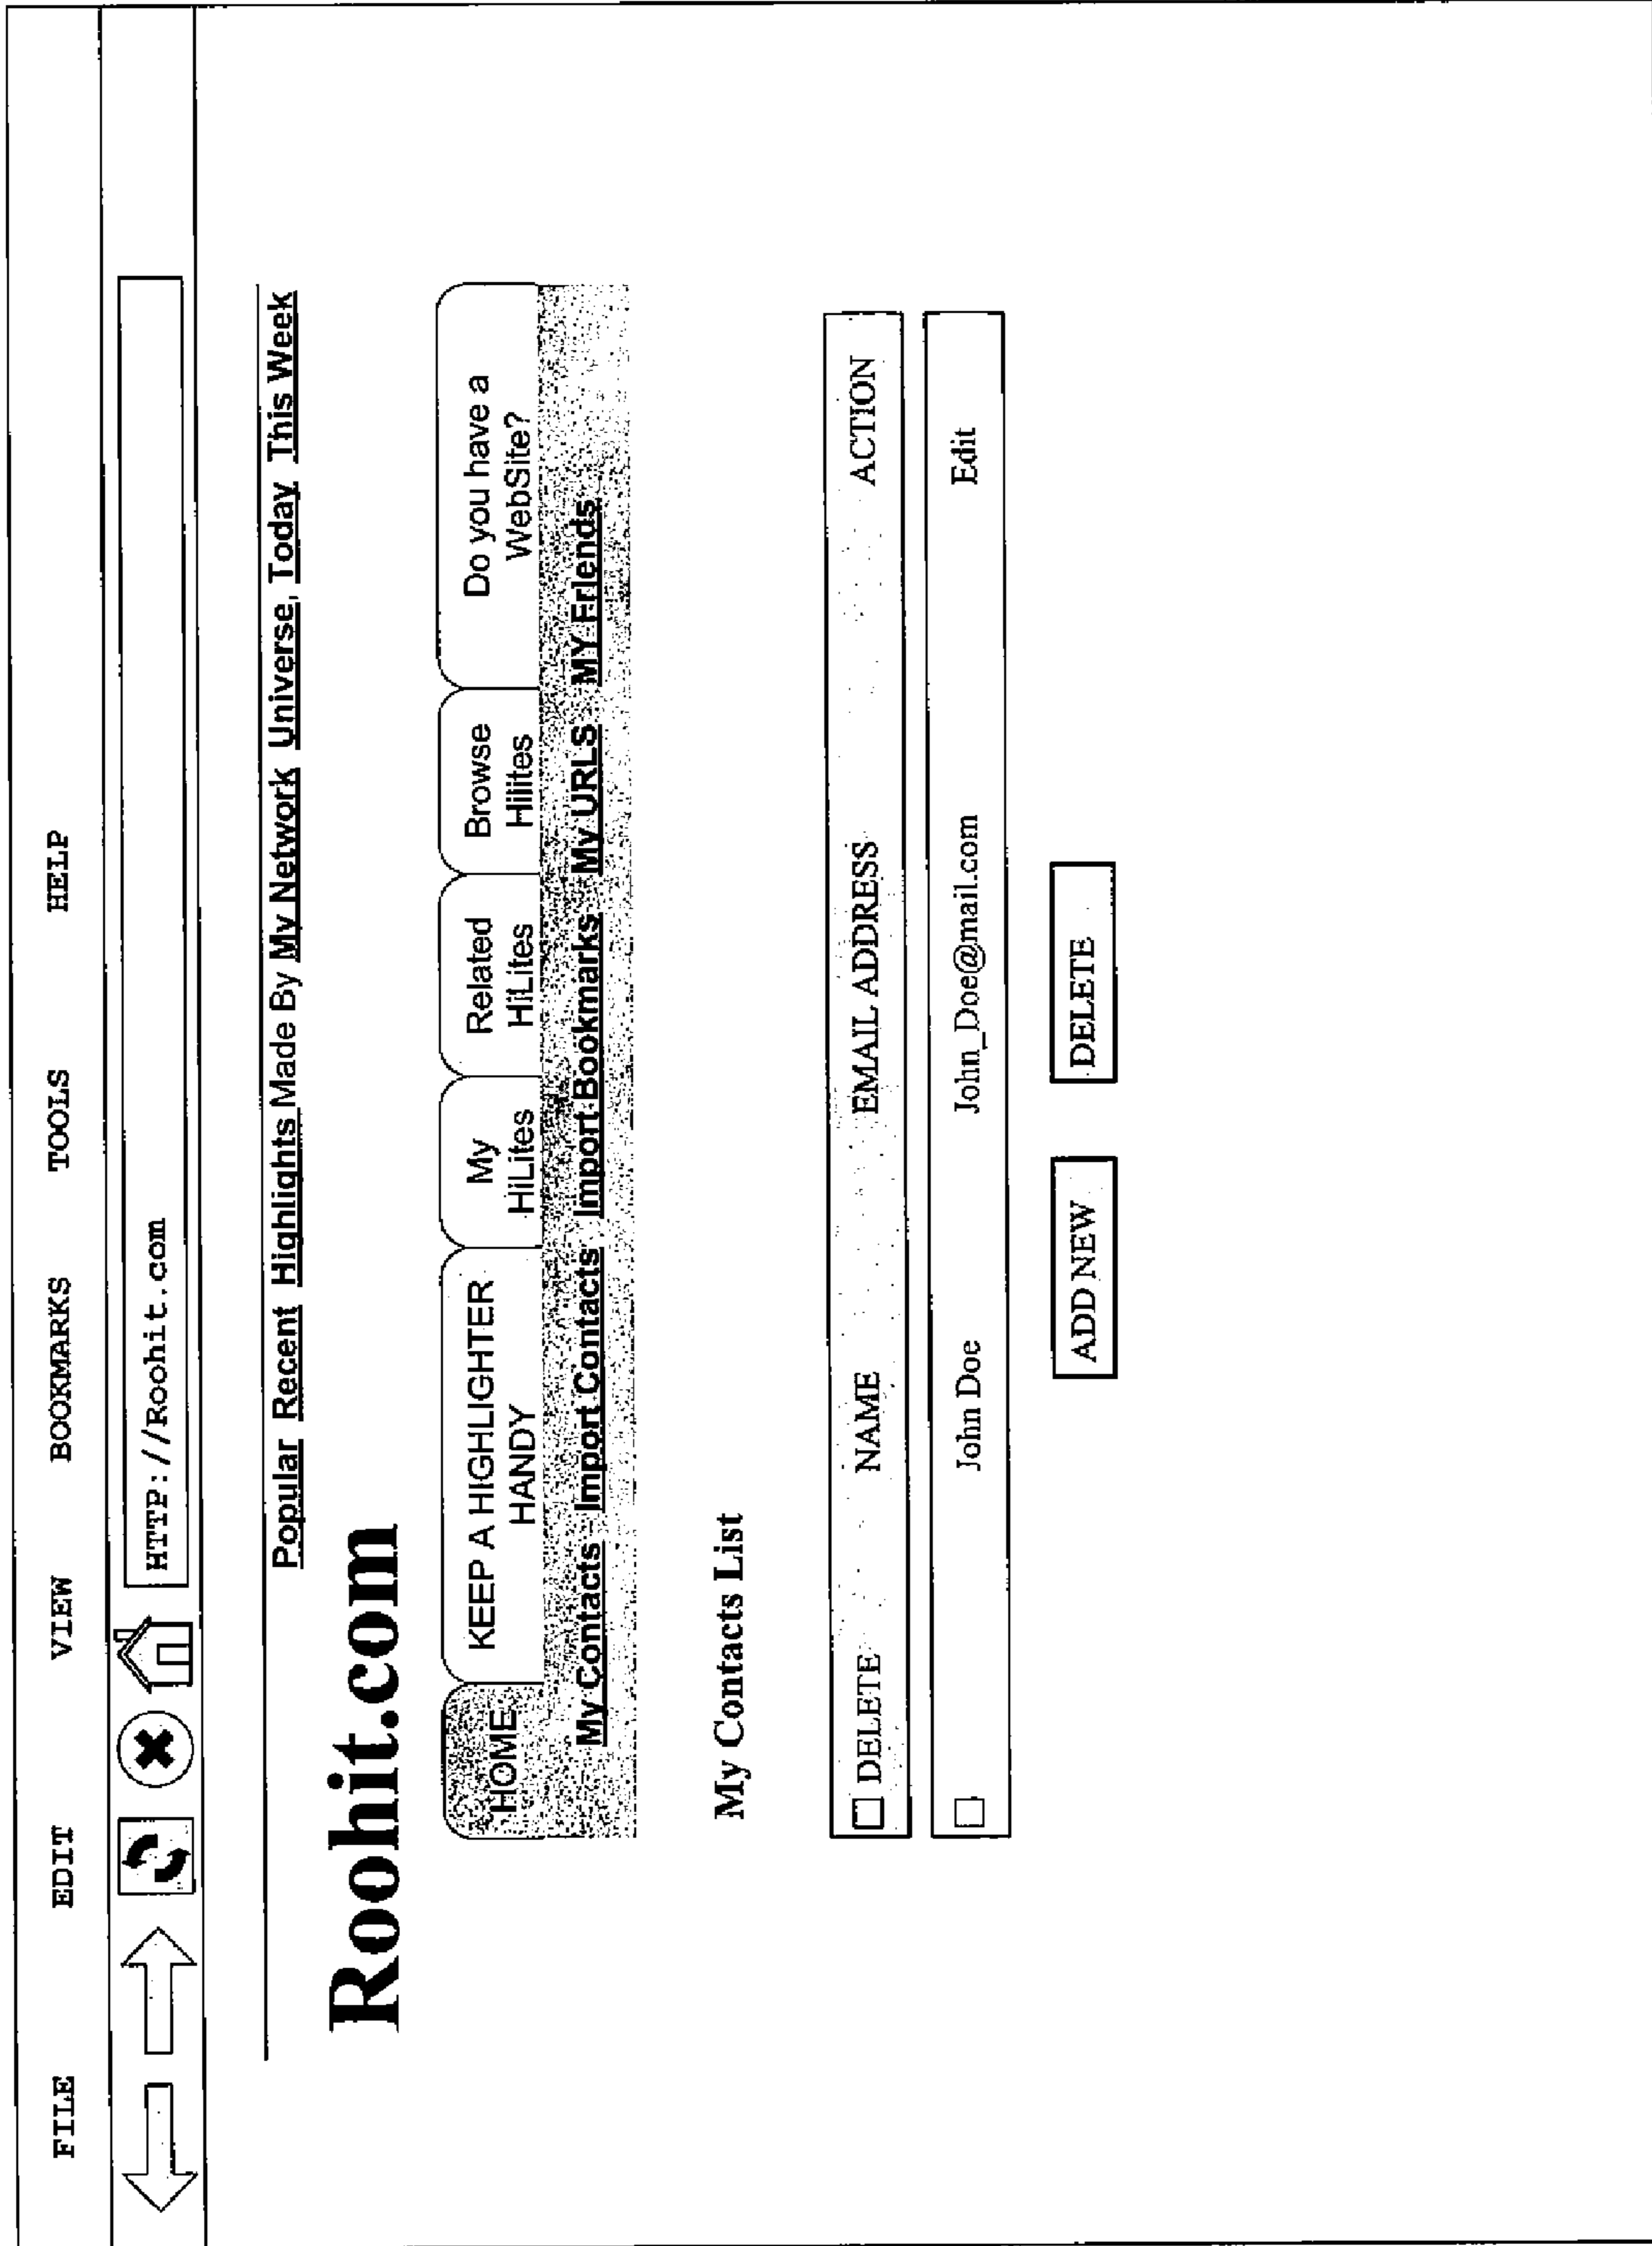 FILE EDIT VIEW BOOKMARKS TOOLS HELP
HTTP://Roohit.com
Popular Recent Highlights Made By My Network Universe, Today This Week
Roohit.com
HOME
KEEP A HIGHLIGHTER
HANDY
My
HiLites
Related
HiLites
Browse
Hilites
Do you have a
WebSite?
My Contacts Import Contacts Import Bookmarks My URLS MY Friends
My Contacts List
DELETE NAME EMAIL ADDRESS ACTION
John Doe John_Doe@mail.com Edit
ADD NEW DELETE